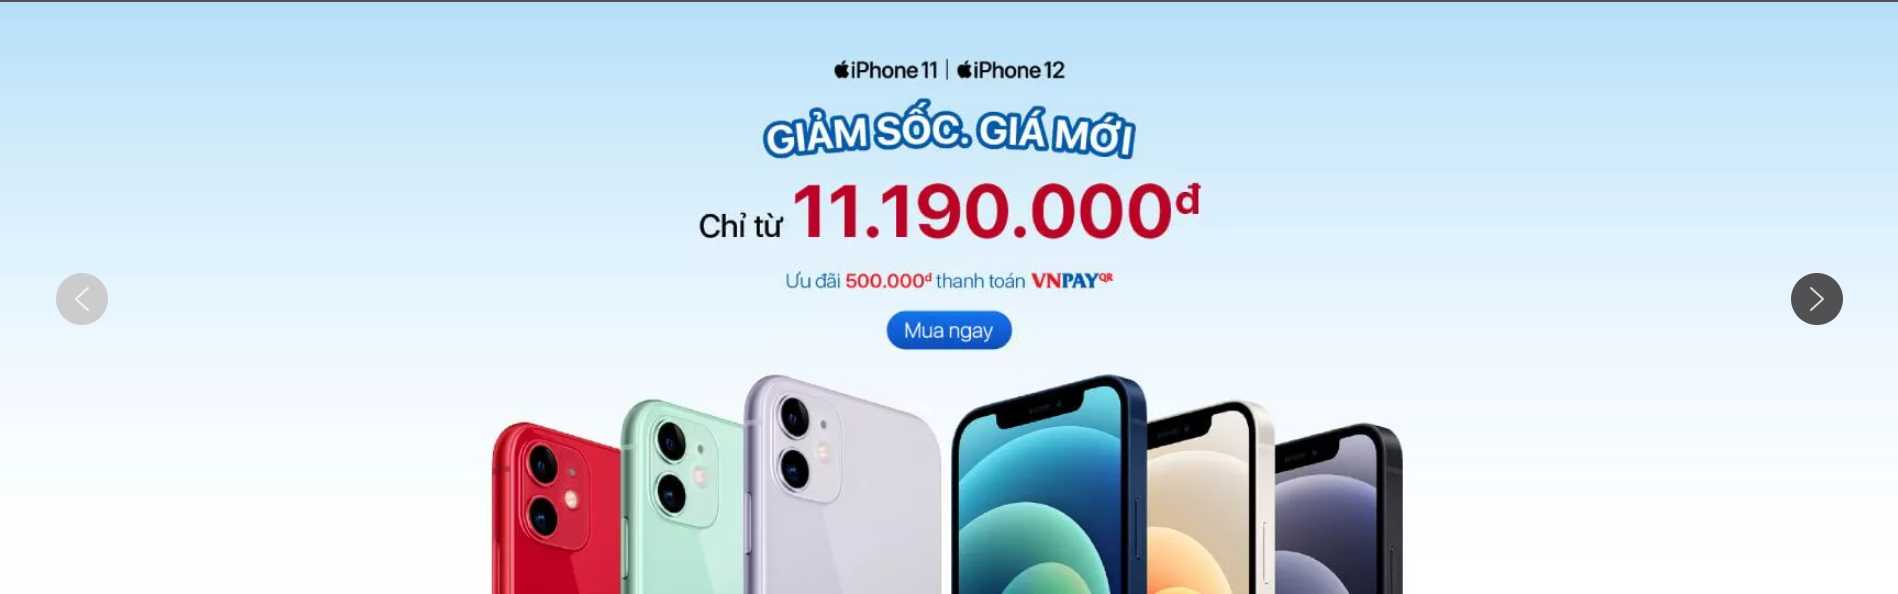 iPhone 11 | iPhone 12
GIẢM SỐC. GIÁ MỚI
Chỉ từ 11.190.000đ
Ưu đãi 500.000đ thanh toán VNPAYQR
Mua ngay